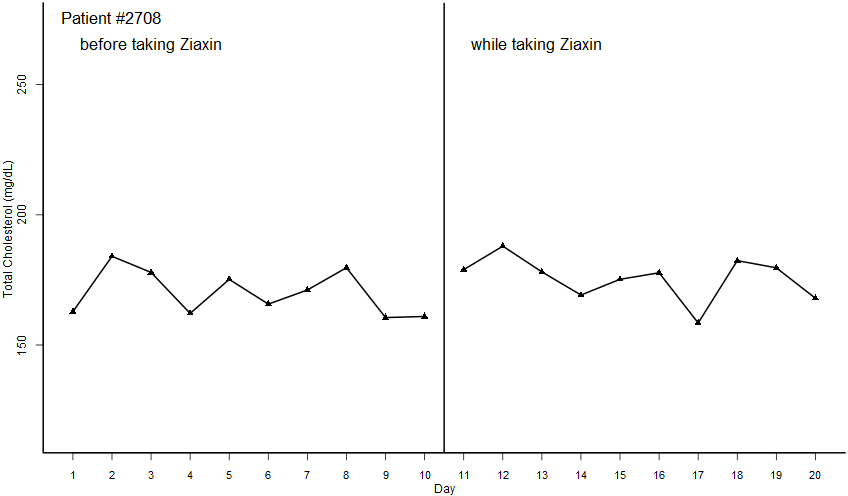 Patient #2708
before taking Ziaxin
while taking Ziaxin
250
200
150
Total Cholesterol (mg/dL)
1 2 3 4 5 6 7 8 9 10 11 12 13 14 15 16 17 18 19 20
Day